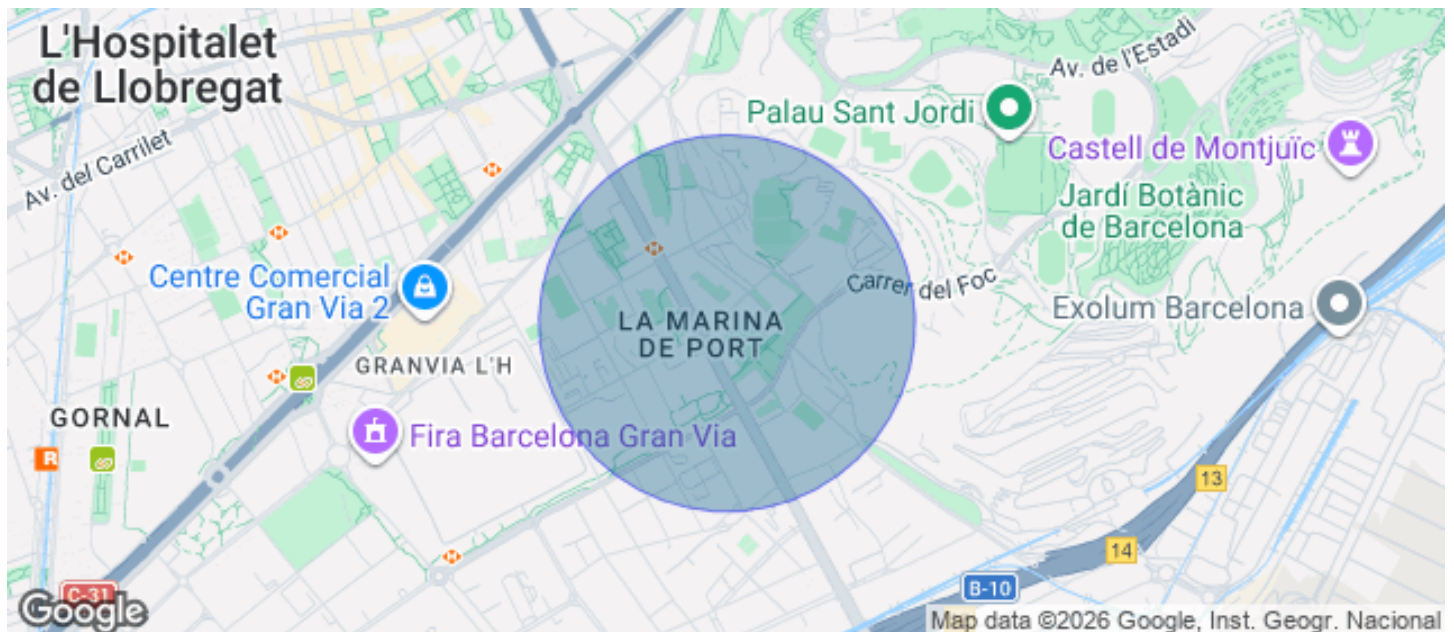 L'Hospitalet
de Llobregat
Av. de l'Estadi
Palau Sant Jordi
Castell de Montjuïc
Av. del Carrilet
Jardí Botànic
de Barcelona
Centre Comercial
Gran Via 2
Carrer del Foc
Exolum Barcelona
LA MARINA
DE PORT
GRANVIA L'H
GORNAL
Fira Barcelona Gran Via
R
13
14
B-10
C-31
Google
Map data ©2026 Google, Inst. Geogr. Nacional